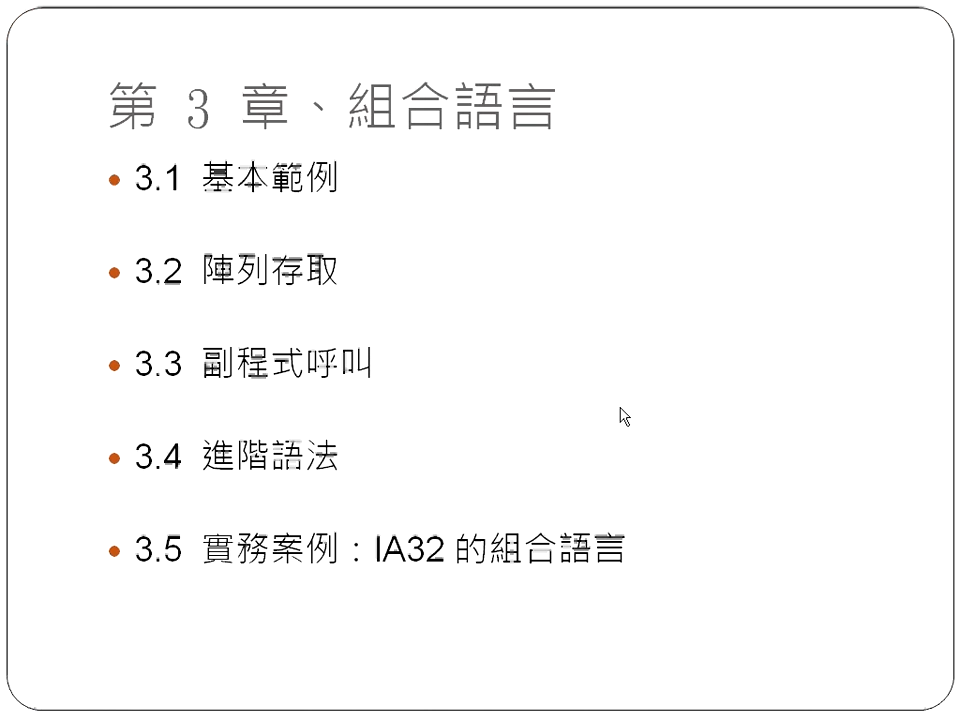 第 3 章、組合語言
• 3.1 基本範例
• 3.2 陣列存取
• 3.3 副程式呼叫
• 3.4 進階語法
• 3.5 實務案例：IA32 的組合語言